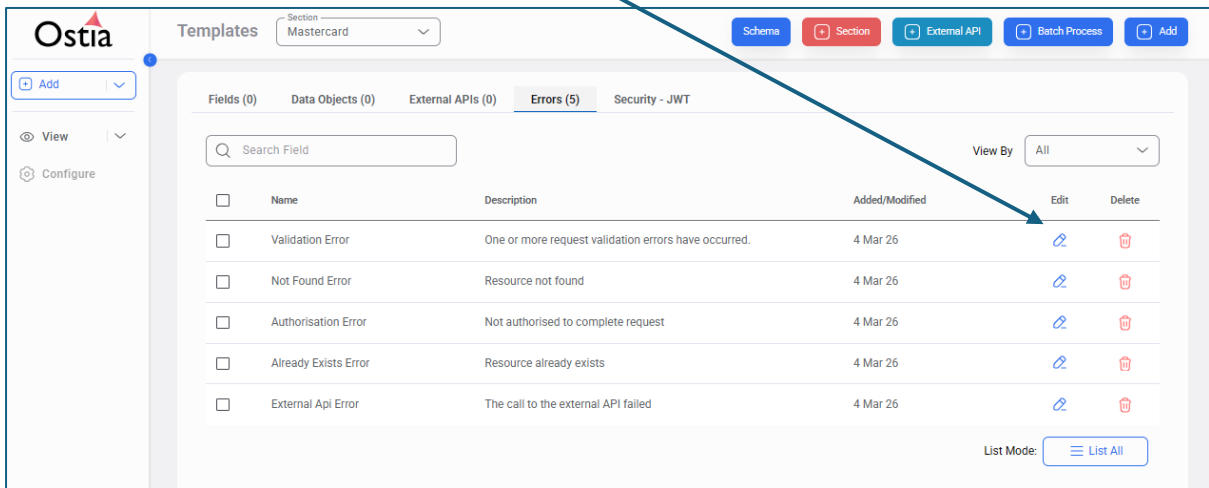 Ostia
Templates
Section
Mastercard
Schema
Section
External API
Batch Process
Add
Add
View
Configure
Fields (0)
Data Objects (0)
External APIs (0)
Errors (5)
Security - JWT
Search Field
View By
All
Name Description Added/Modified Edit Delete
Validation Error One or more request validation errors have occurred. 4 Mar 26
Not Found Error Resource not found 4 Mar 26
Authorisation Error Not authorised to complete request 4 Mar 26
Already Exists Error Resource already exists 4 Mar 26
External Api Error The call to the external API failed 4 Mar 26
List Mode: List All